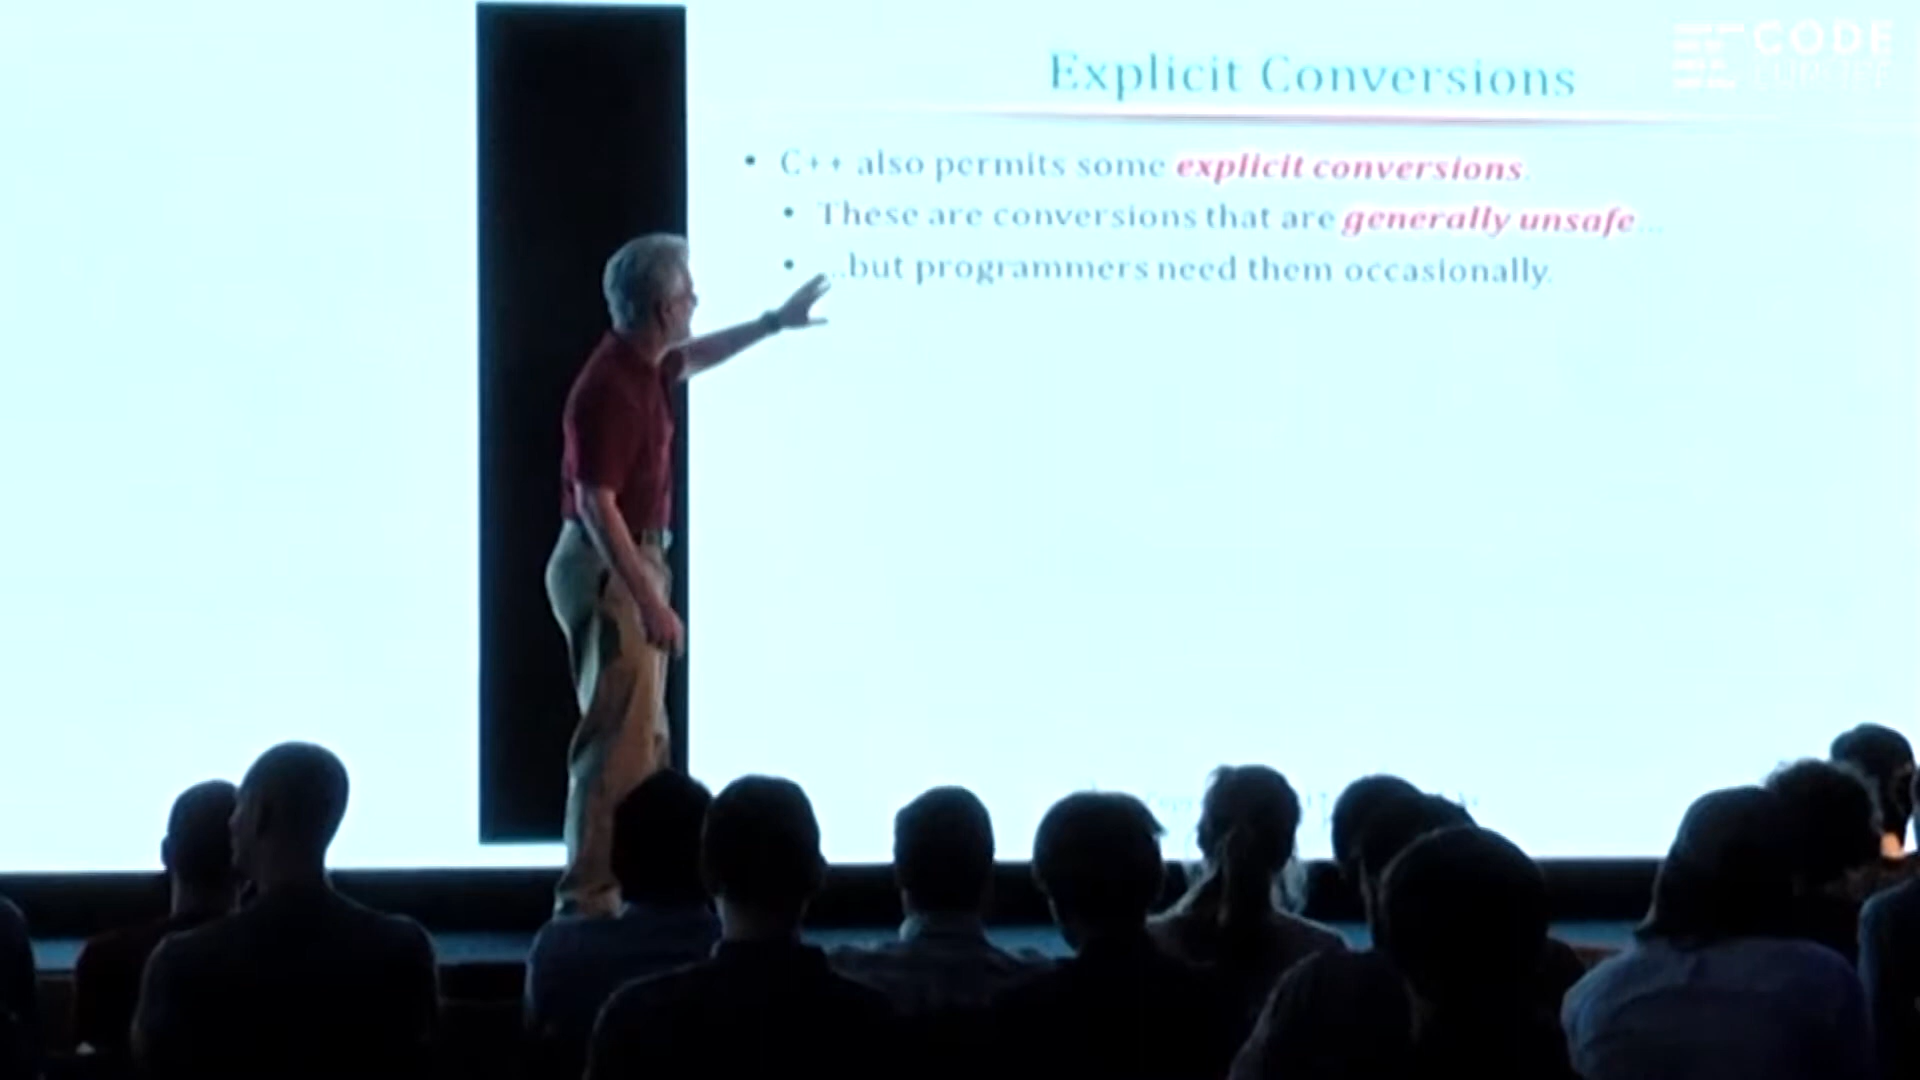 CODE
EUROPE
Explicit Conversions
• C++ also permits some explicit conversions.
• These are conversions that are generally unsafe...
• ...but programmers need them occasionally.